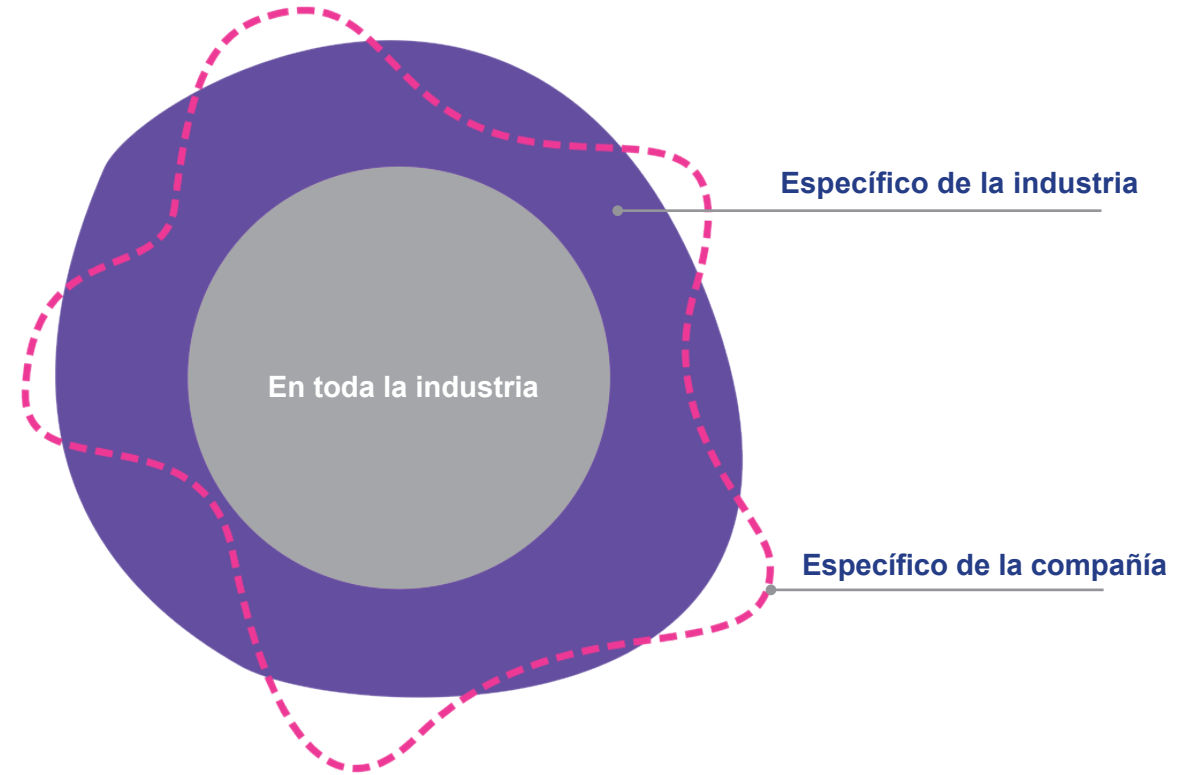 Específico de la industria
En toda la industria
Específico de la compañía